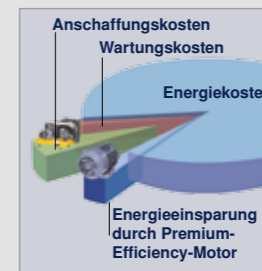 Anschaffungskosten
Wartungskosten
Energiekoste
Energieeinsparung
durch Premium-
Efficiency-Motor